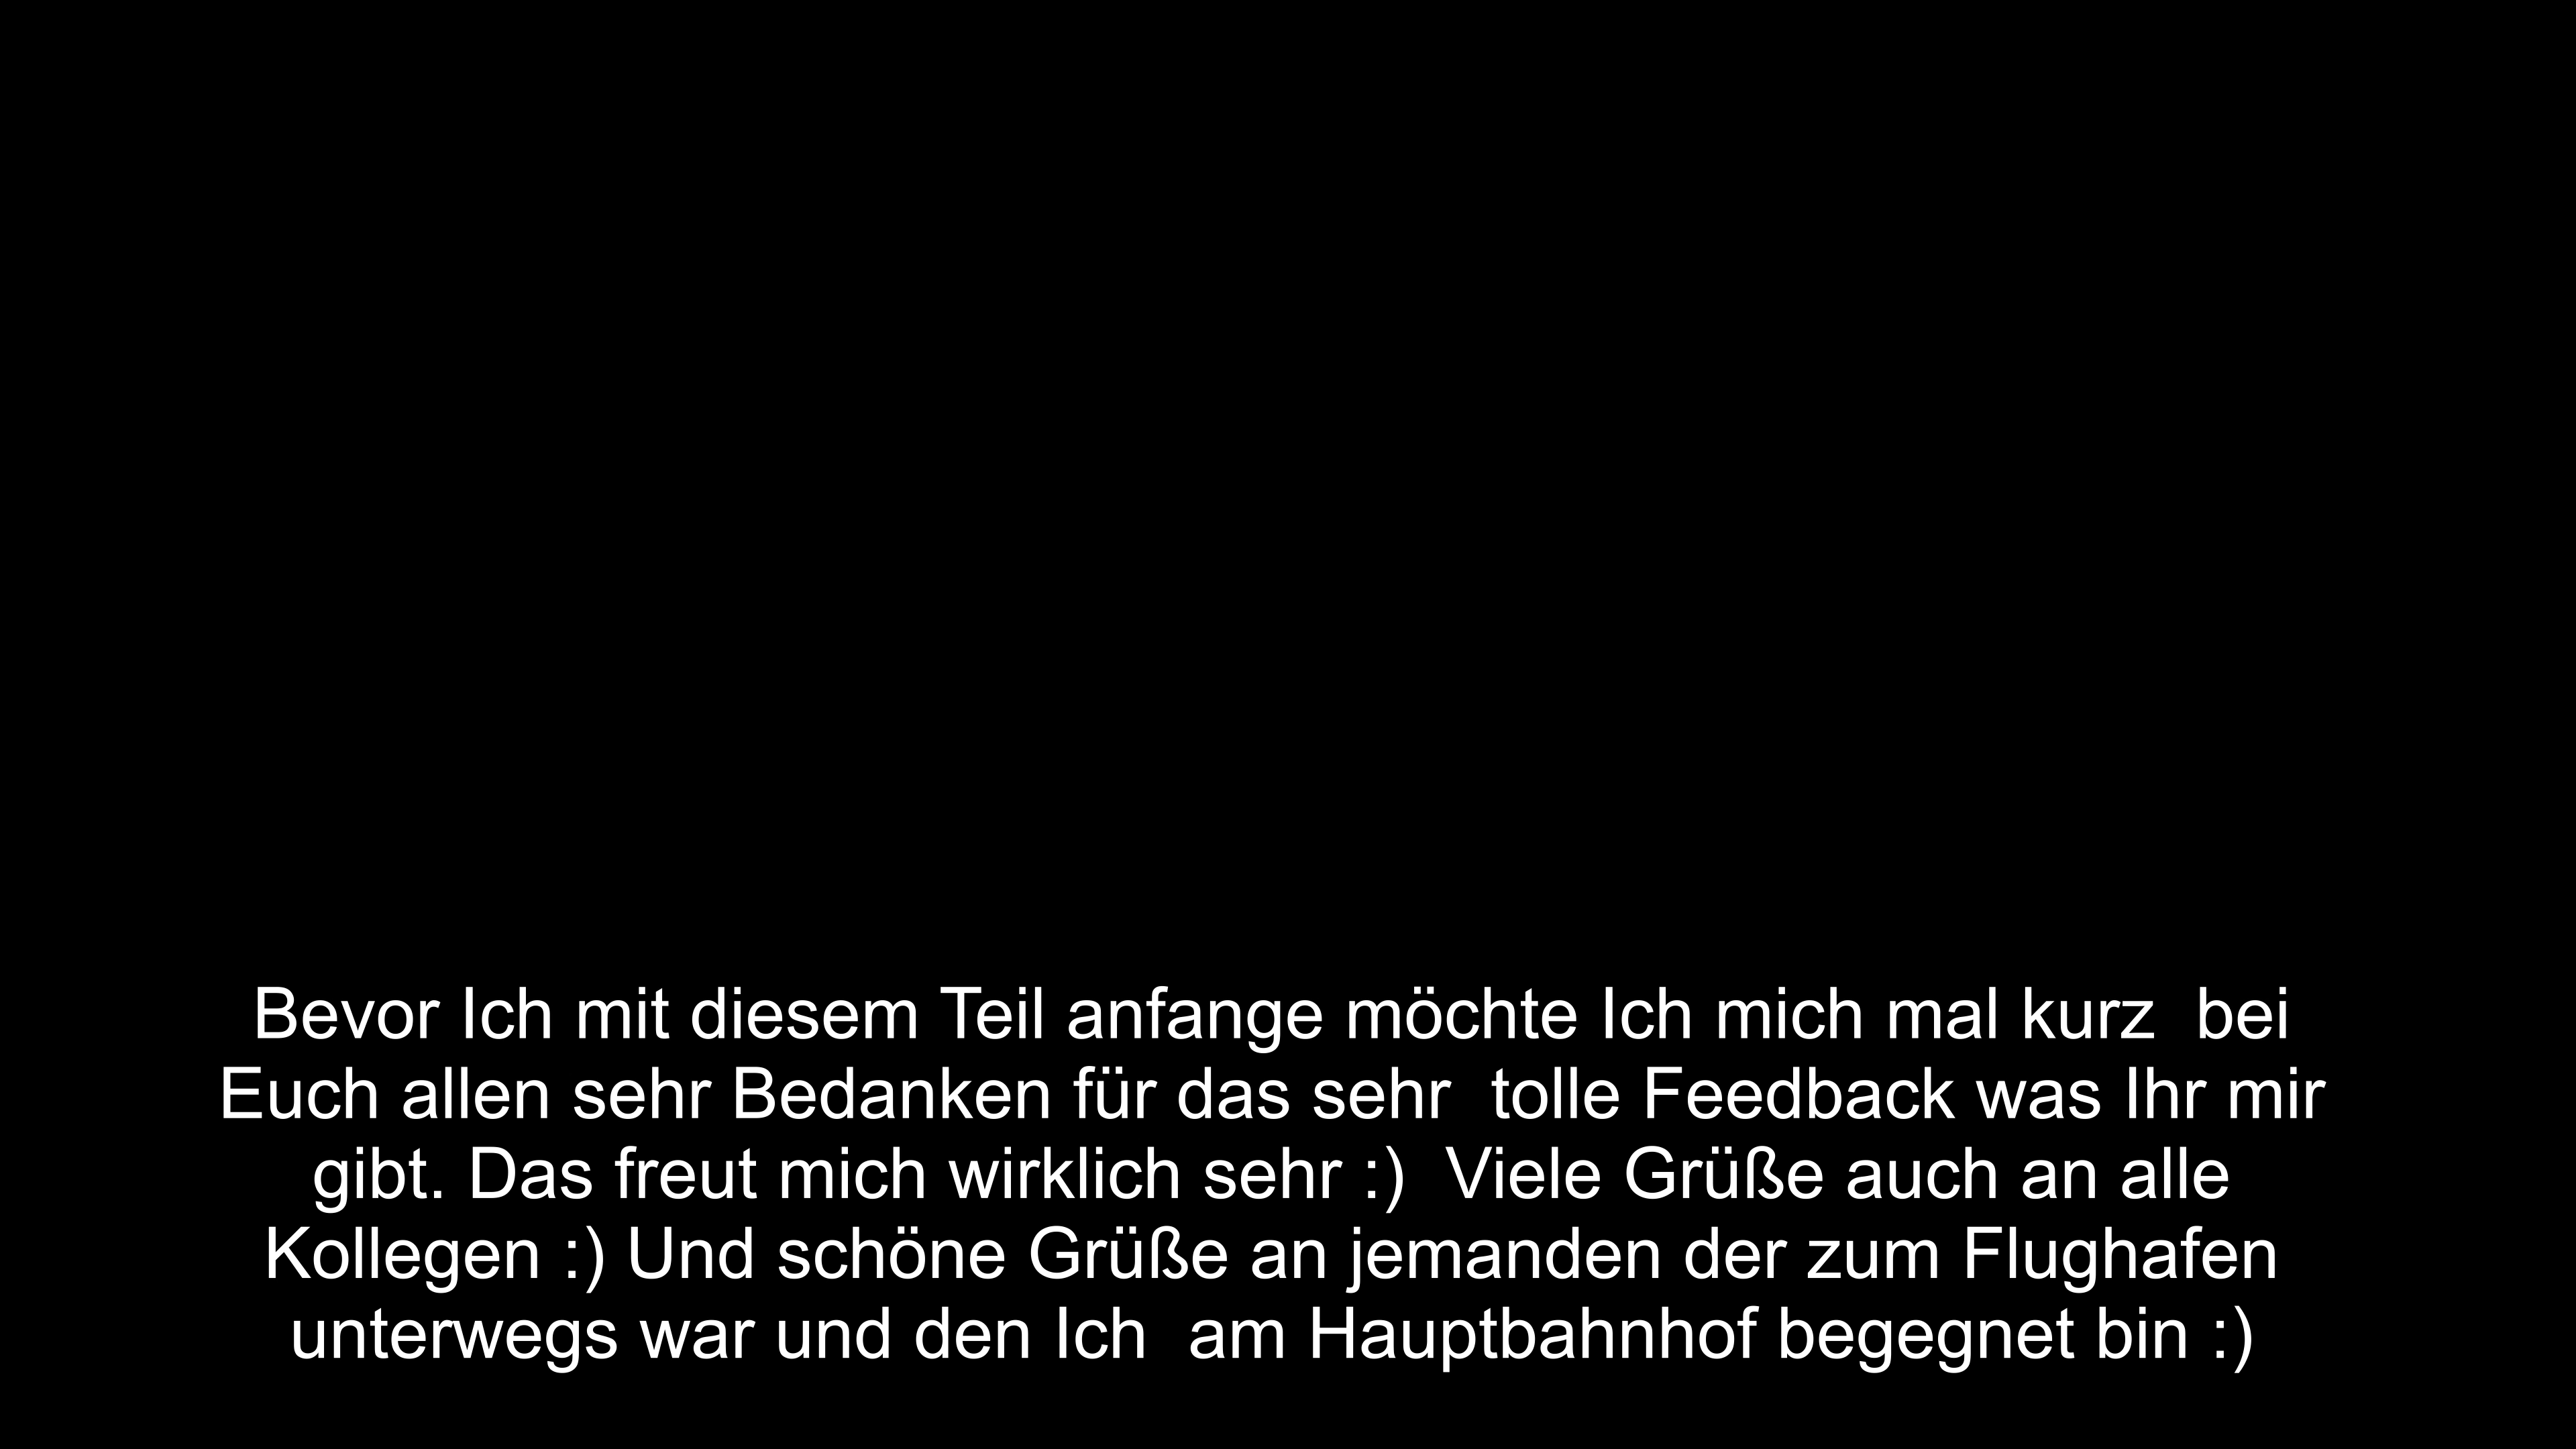 Bevor Ich mit diesem Teil anfange möchte Ich mich mal kurz  bei
Euch allen sehr Bedanken für das sehr  tolle Feedback was Ihr mir
gibt. Das freut mich wirklich sehr :)  Viele Grüße auch an alle
Kollegen :) Und schöne Grüße an jemanden der zum Flughafen
unterwegs war und den Ich  am Hauptbahnhof begegnet bin :)